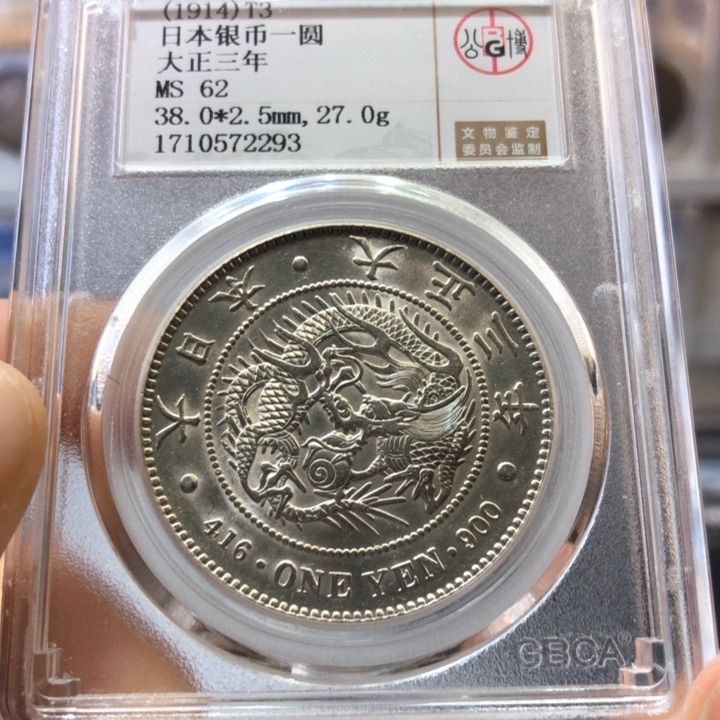 (1914)T3
日本银币一圆
大正三年
MS 62
38.0*2.5mm,27.0g
1710572293
公BG博
文物鉴定
委员会监制
大日本・大正三年・
416・ONE YEN・900
GBCA®